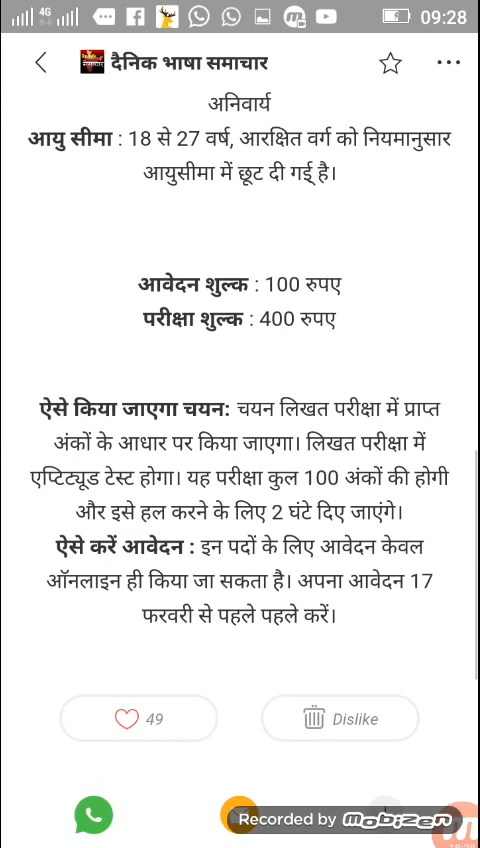 4G
09:28
दैनिक भाषा समाचार
अनिवार्य
आयु सीमा : 18 से 27 वर्ष, आरक्षित वर्ग को नियमानुसार
आयुसीमा में छूट दी गई है।
आवेदन शुल्क : 100 रुपए
परीक्षा शुल्क : 400 रुपए
ऐसे किया जाएगा चयन: चयन लिखत परीक्षा में प्राप्त
अंकों के आधार पर किया जाएगा। लिखत परीक्षा में
एप्टिट्यूड टेस्ट होगा। यह परीक्षा कुल 100 अंकों की होगी
और इसे हल करने के लिए 2 घंटे दिए जाएंगे।
ऐसे करें आवेदन : इन पदों के लिए आवेदन केवल
ऑनलाइन ही किया जा सकता है। अपना आवेदन 17
फरवरी से पहले पहले करें।
49
Dislike
Recorded by Mobizen